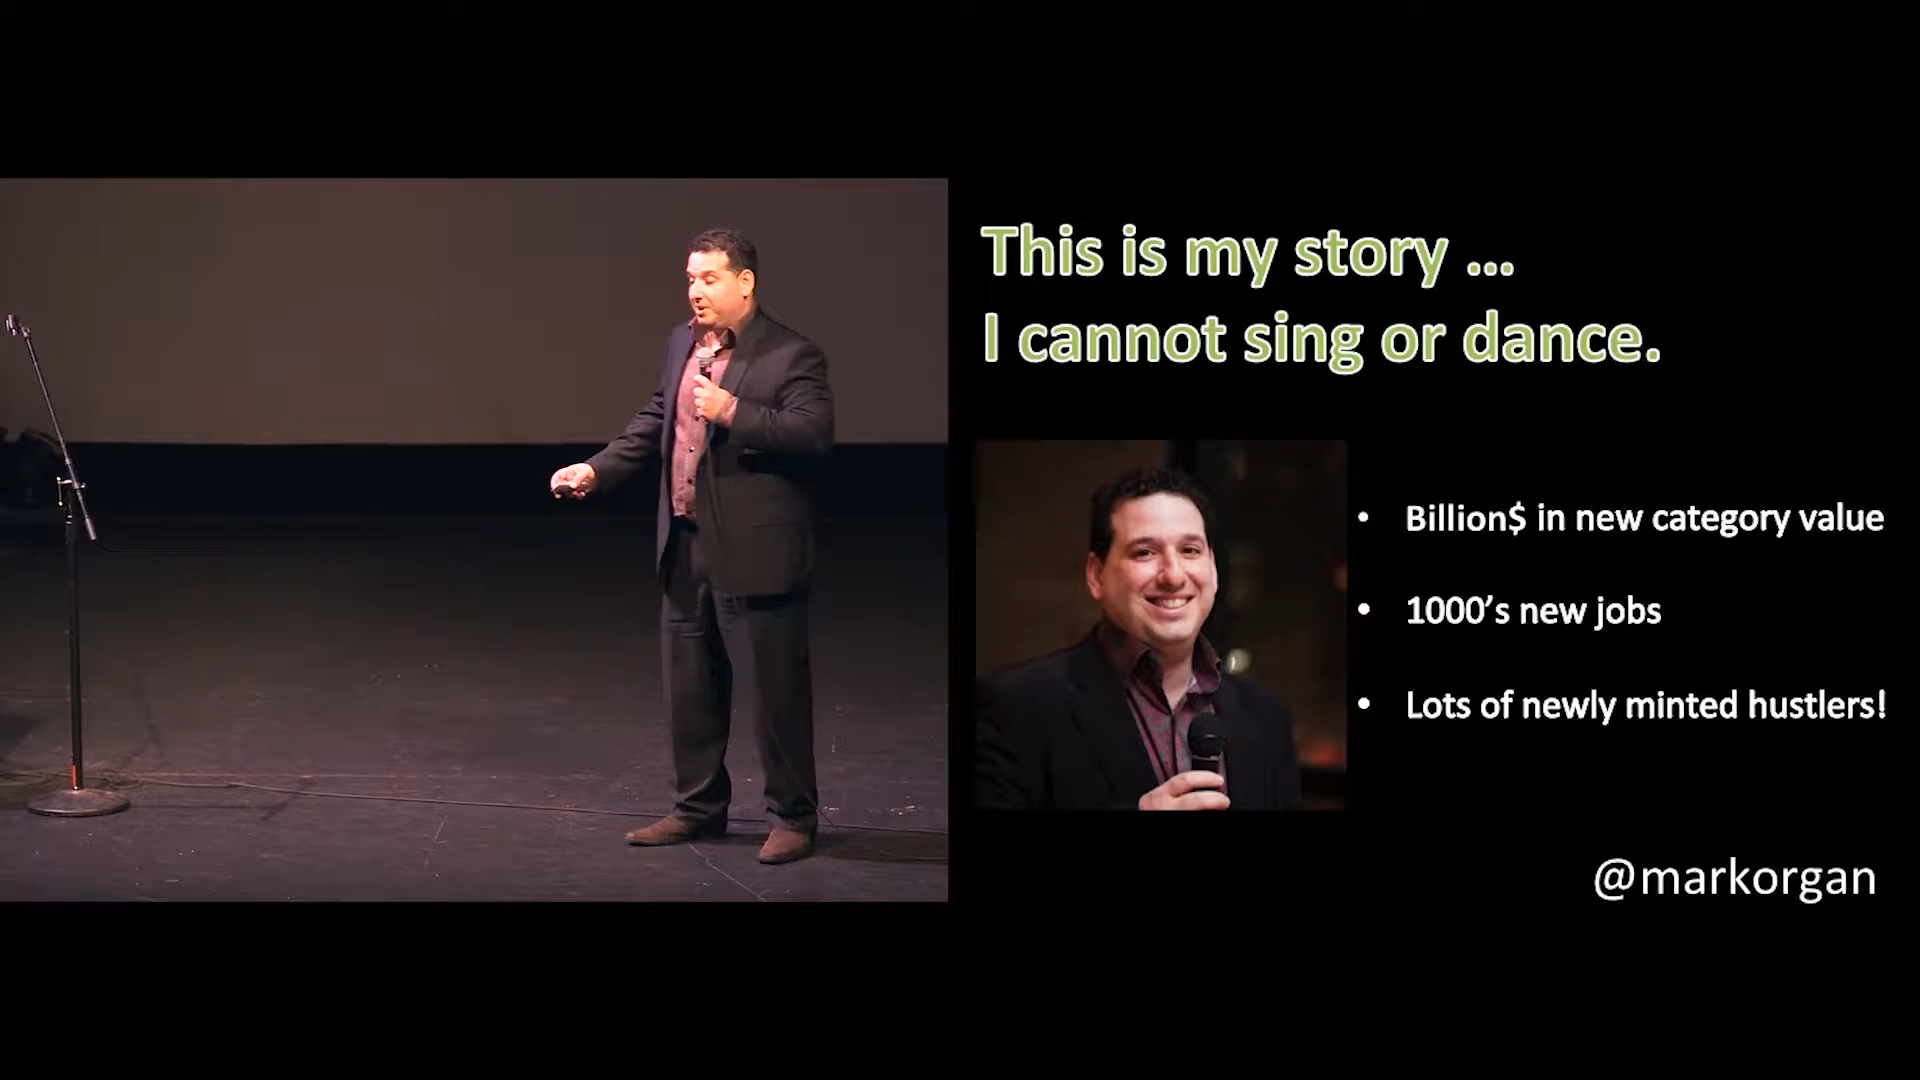 This is my story ...
I cannot sing or dance.
• Billion$ in new category value
• 1000’s new jobs
• Lots of newly minted hustlers!
@markorgan